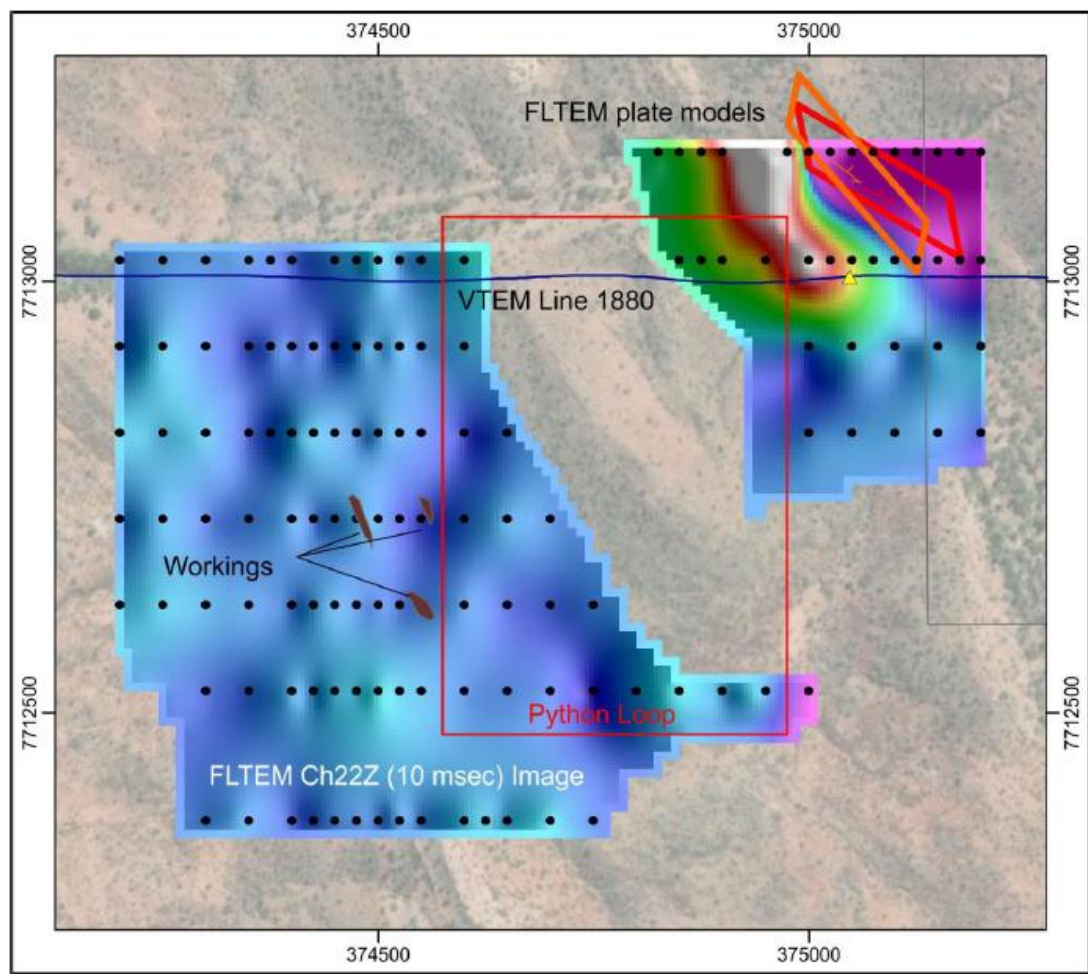 374500
375000
FLTEM plate models
7713000
7713000
VTEM Line 1880
Workings
7712500
7712500
Python Loop
FLTEM Ch22Z (10 msec) Image
374500
375000